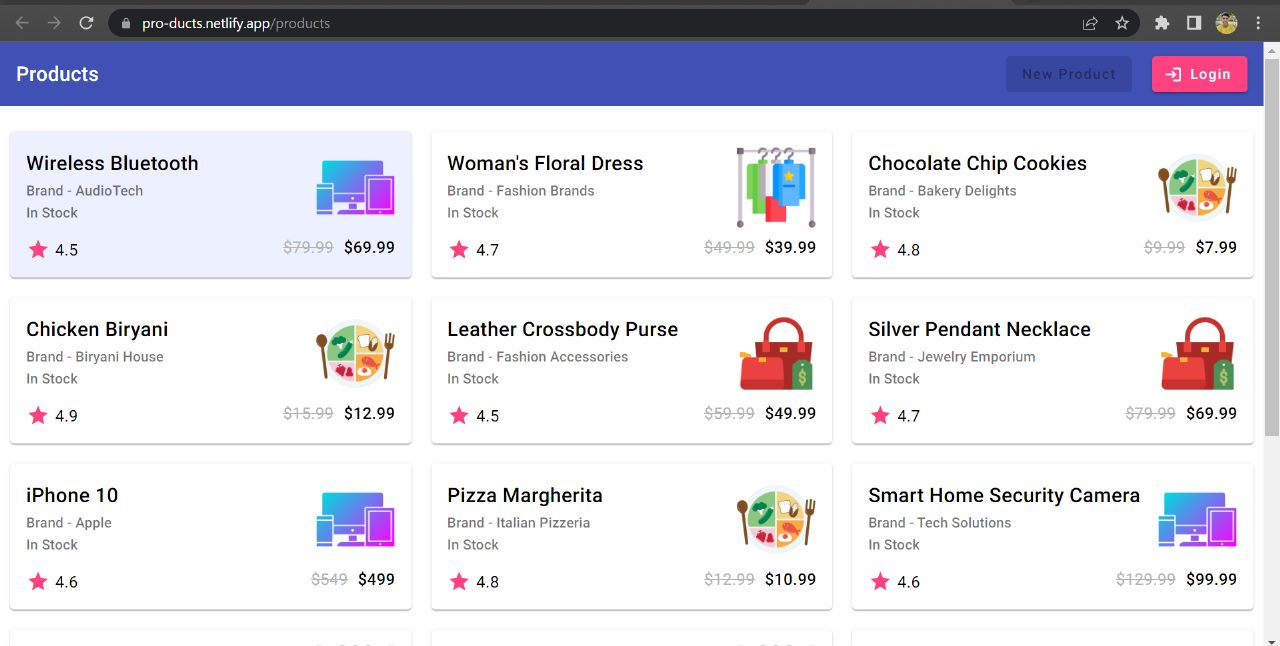 pro-ducts.netlify.app/products
Products
New Product
Login
Wireless Bluetooth
Brand - AudioTech
In Stock
4.5
$79.99 $69.99
Woman's Floral Dress
Brand - Fashion Brands
In Stock
4.7
$49.99 $39.99
Chocolate Chip Cookies
Brand - Bakery Delights
In Stock
4.8
$9.99 $7.99
Chicken Biryani
Brand - Biryani House
In Stock
4.9
$15.99 $12.99
Leather Crossbody Purse
Brand - Fashion Accessories
In Stock
4.5
$59.99 $49.99
Silver Pendant Necklace
Brand - Jewelry Emporium
In Stock
4.7
$79.99 $69.99
iPhone 10
Brand - Apple
In Stock
4.6
$549 $499
Pizza Margherita
Brand - Italian Pizzeria
In Stock
4.8
$12.99 $10.99
Smart Home Security Camera
Brand - Tech Solutions
In Stock
4.6
$129.99 $99.99